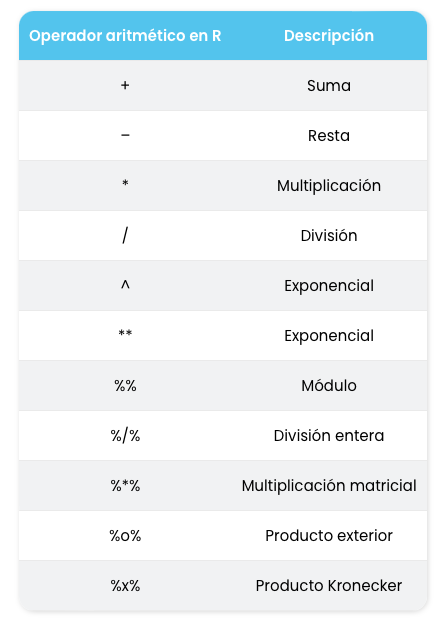 Operador aritmético en R Descripción
+ Suma
− Resta
* Multiplicación
/ División
^ Exponencial
** Exponencial
%% Módulo
%/% División entera
%*% Multiplicación matricial
%o% Producto exterior
%x% Producto Kronecker